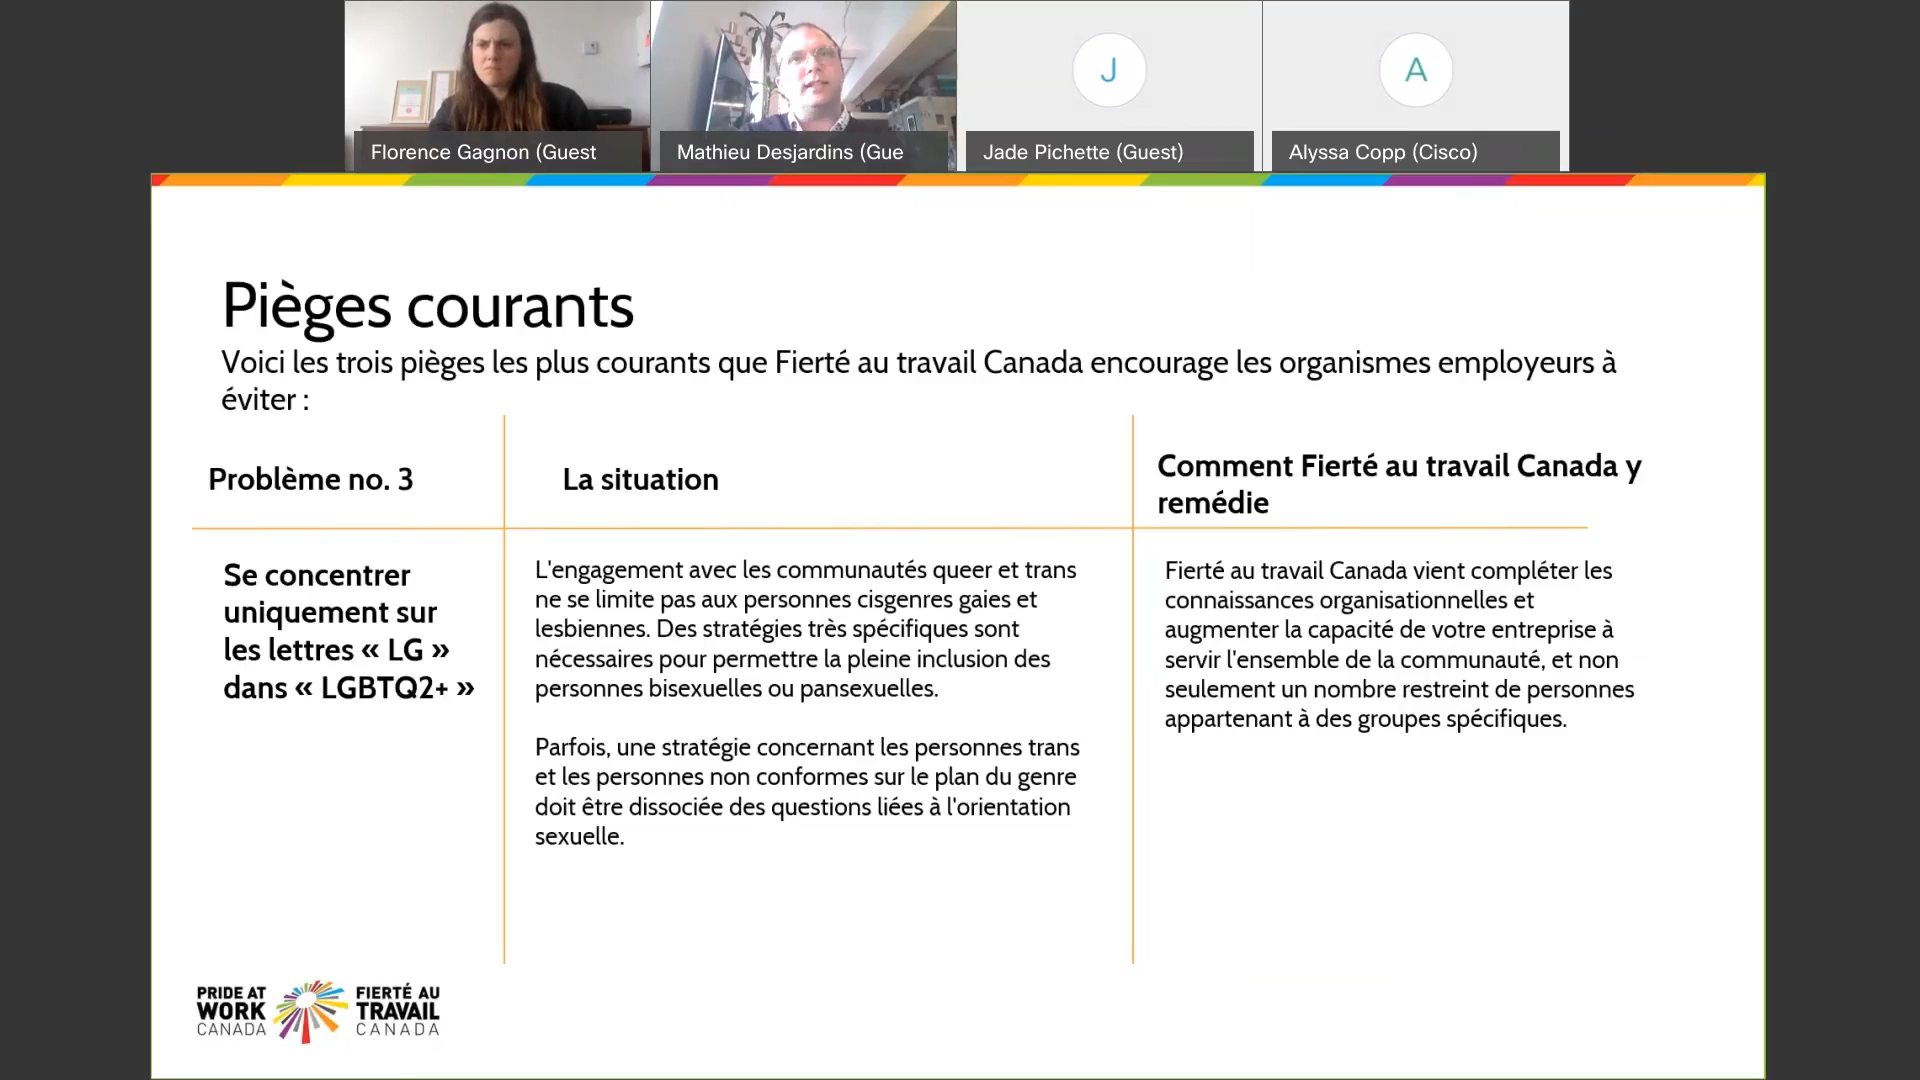 J
A
Florence Gagnon (Guest
Mathieu Desjardins (Gue
Jade Pichette (Guest)
Alyssa Copp (Cisco)
Pièges courants
Voici les trois pièges les plus courants que Fierté au travail Canada encourage les organismes employeurs à
éviter :
Problème no. 3
La situation
Comment Fierté au travail Canada y
remédie
Se concentrer
uniquement sur
les lettres « LG »
dans « LGBTQ2+ »
L'engagement avec les communautés queer et trans
ne se limite pas aux personnes cisgenres gaies et
lesbiennes. Des stratégies très spécifiques sont
nécessaires pour permettre la pleine inclusion des
personnes bisexuelles ou pansexuelles.
Parfois, une stratégie concernant les personnes trans
et les personnes non conformes sur le plan du genre
doit être dissociée des questions liées à l'orientation
sexuelle.
Fierté au travail Canada vient compléter les
connaissances organisationnelles et
augmenter la capacité de votre entreprise à
servir l'ensemble de la communauté, et non
seulement un nombre restreint de personnes
appartenant à des groupes spécifiques.
PRIDE AT
WORK
CANADA
FIERTÉ AU
TRAVAIL
CANADA